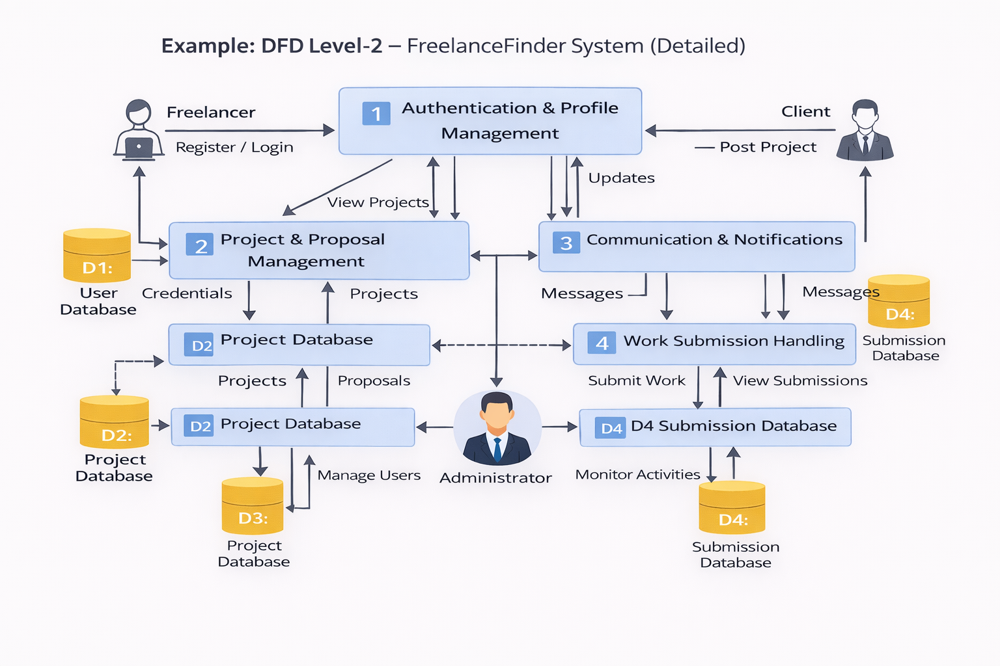 Example: DFD Level-2 – FreelanceFinder System (Detailed)
Freelancer
Register / Login
1 Authentication & Profile
Management
Client
— Post Project
View Projects
Updates
2 Project & Proposal
Management
3 Communication & Notifications
D1:
User
Database
Credentials
Projects
Messages
Messages
D4:
Submission
Database
D2 Project Database
4 Work Submission Handling
Projects
Proposals
Submit Work
View Submissions
D2:
Project
Database
D2 Project Database
D4 D4 Submission Database
Manage Users
Administrator
Monitor Activities
D3:
Project
Database
D4:
Submission
Database